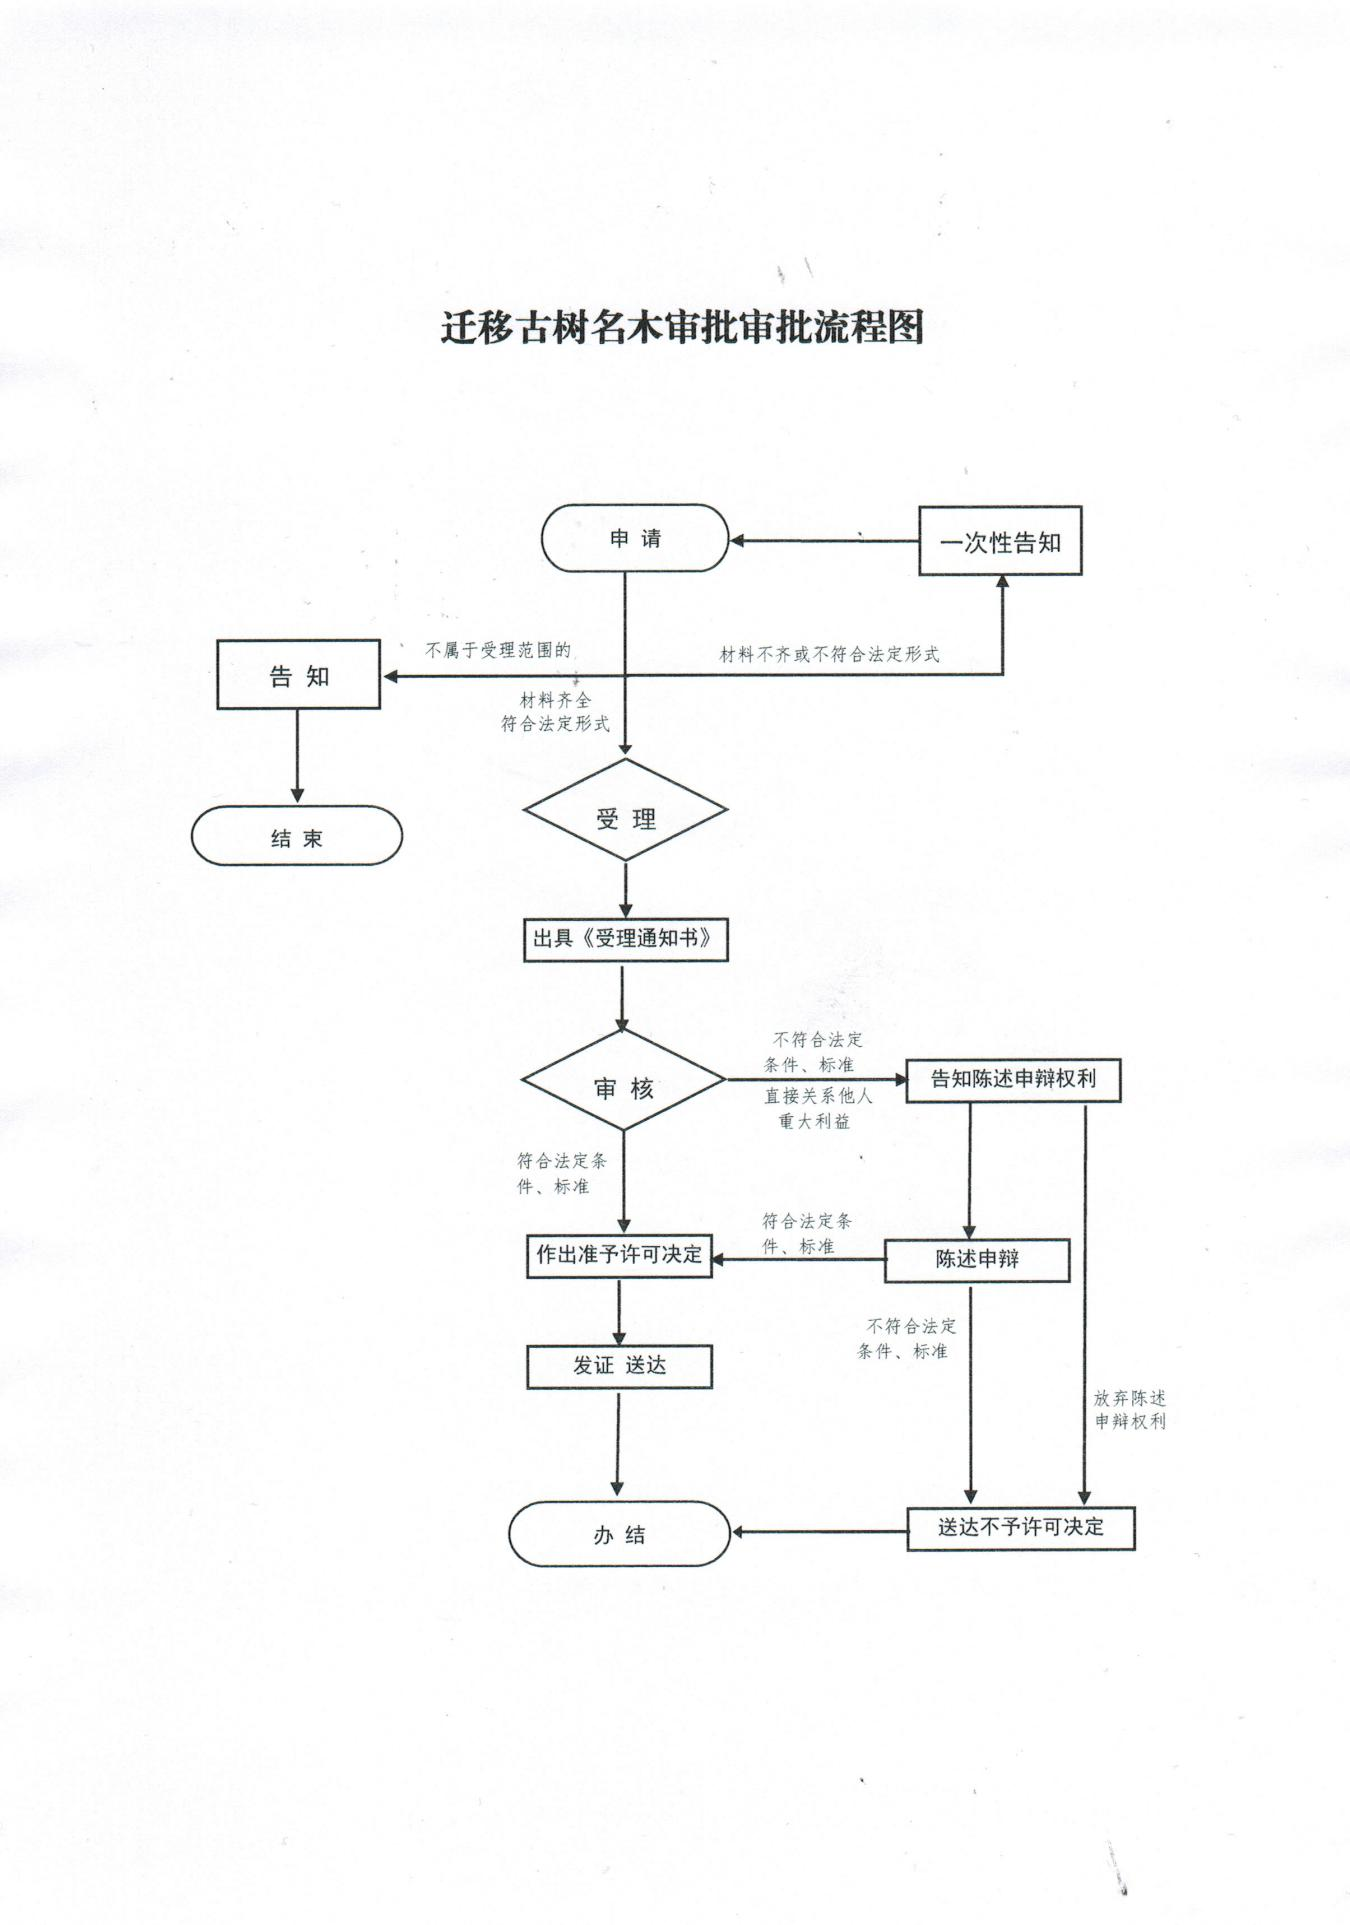 迁移古树名木审批审批流程图
申 请
一次性告知
不属于受理范围的
材料不齐或不符合法定形式
告 知
材料齐全
符合法定形式
受 理
结 束
出具《受理通知书》
不符合法定
条件、标准
审 核
告知陈述申辩权利
直接关系他人
重大利益
符合法定条
件、标准
符合法定条
件、标准
作出准予许可决定
陈述申辩
不符合法定
条件、标准
发证 送达
放弃陈述
申辩权利
送达不予许可决定
办 结